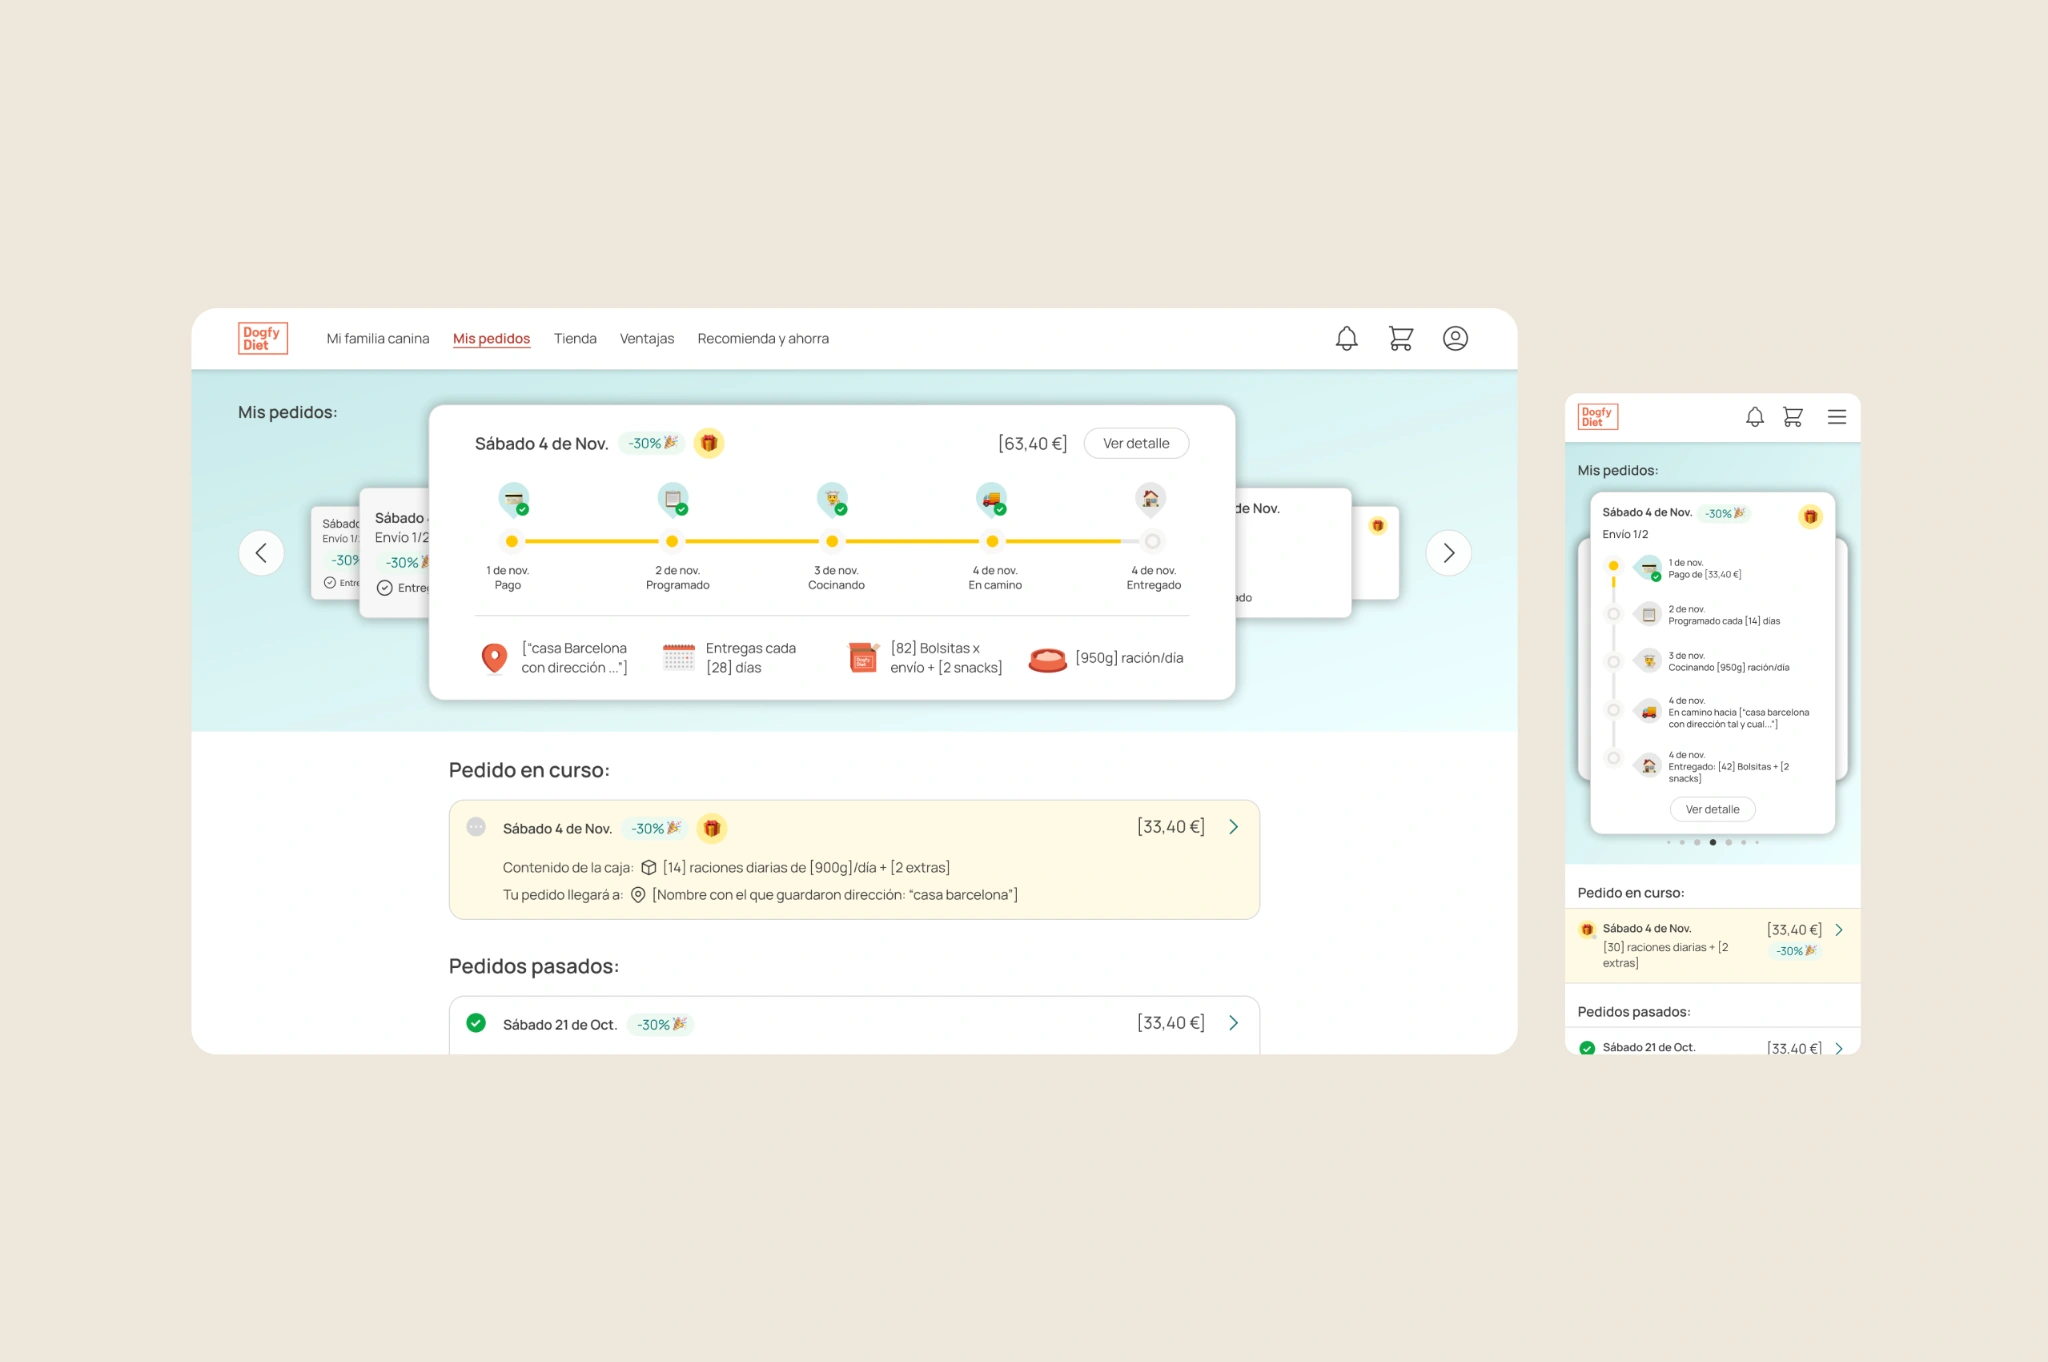 Dogfy
Diet
Mi familia canina
Mis pedidos
Tienda
Ventajas
Recomienda y ahorra
Mis pedidos:
Sábado
Envío 1/
-30%
Entre
Sábado
Envío 1/2
-30%
Entre
Sábado 4 de Nov.
-30%
[63,40 €]
Ver detalle
1 de nov.
Pago
2 de nov.
Programado
3 de nov.
Cocinando
4 de nov.
En camino
4 de nov.
Entregado
["casa Barcelona
con dirección ..."]
Entregas cada
[28] días
Dogfy
Diet
[82] Bolsitas x
envío + [2 snacks]
[950g] ración/día
de Nov.
ado
Pedido en curso:
Sábado 4 de Nov.
-30%
[33,40 €]
Contenido de la caja: [14] raciones diarias de [900g]/día + [2 extras]
Tu pedido llegará a: [Nombre con el que guardaron dirección: "casa barcelona"]
Pedidos pasados:
Sábado 21 de Oct.
-30%
[33,40 €]
Dogfy
Diet
Mis pedidos:
Sábado 4 de Nov.
-30%
Envío 1/2
1 de nov.
Pago de [33,40 €]
2 de nov.
Programado cada [14] días
3 de nov.
Cocinando [950g] ración/día
4 de nov.
En camino hacia ["casa barcelona
con dirección tal y cual..."]
4 de nov.
Entregado: [42] Bolsitas + [2
snacks]
Ver detalle
Pedido en curso:
Sábado 4 de Nov.
[33,40 €]
[30] raciones diarias + [2
extras]
-30%
Pedidos pasados:
Sábado 21 de Oct.
[33,40 €]